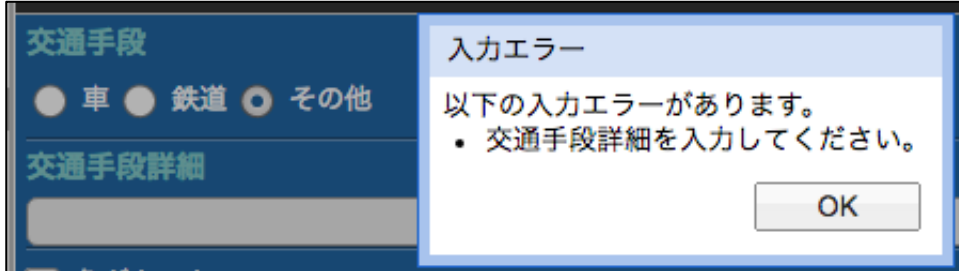 交通手段
車 鉄道 その他
交通手段詳細
入力エラー
以下の入力エラーがあります。
• 交通手段詳細を入力してください。
OK